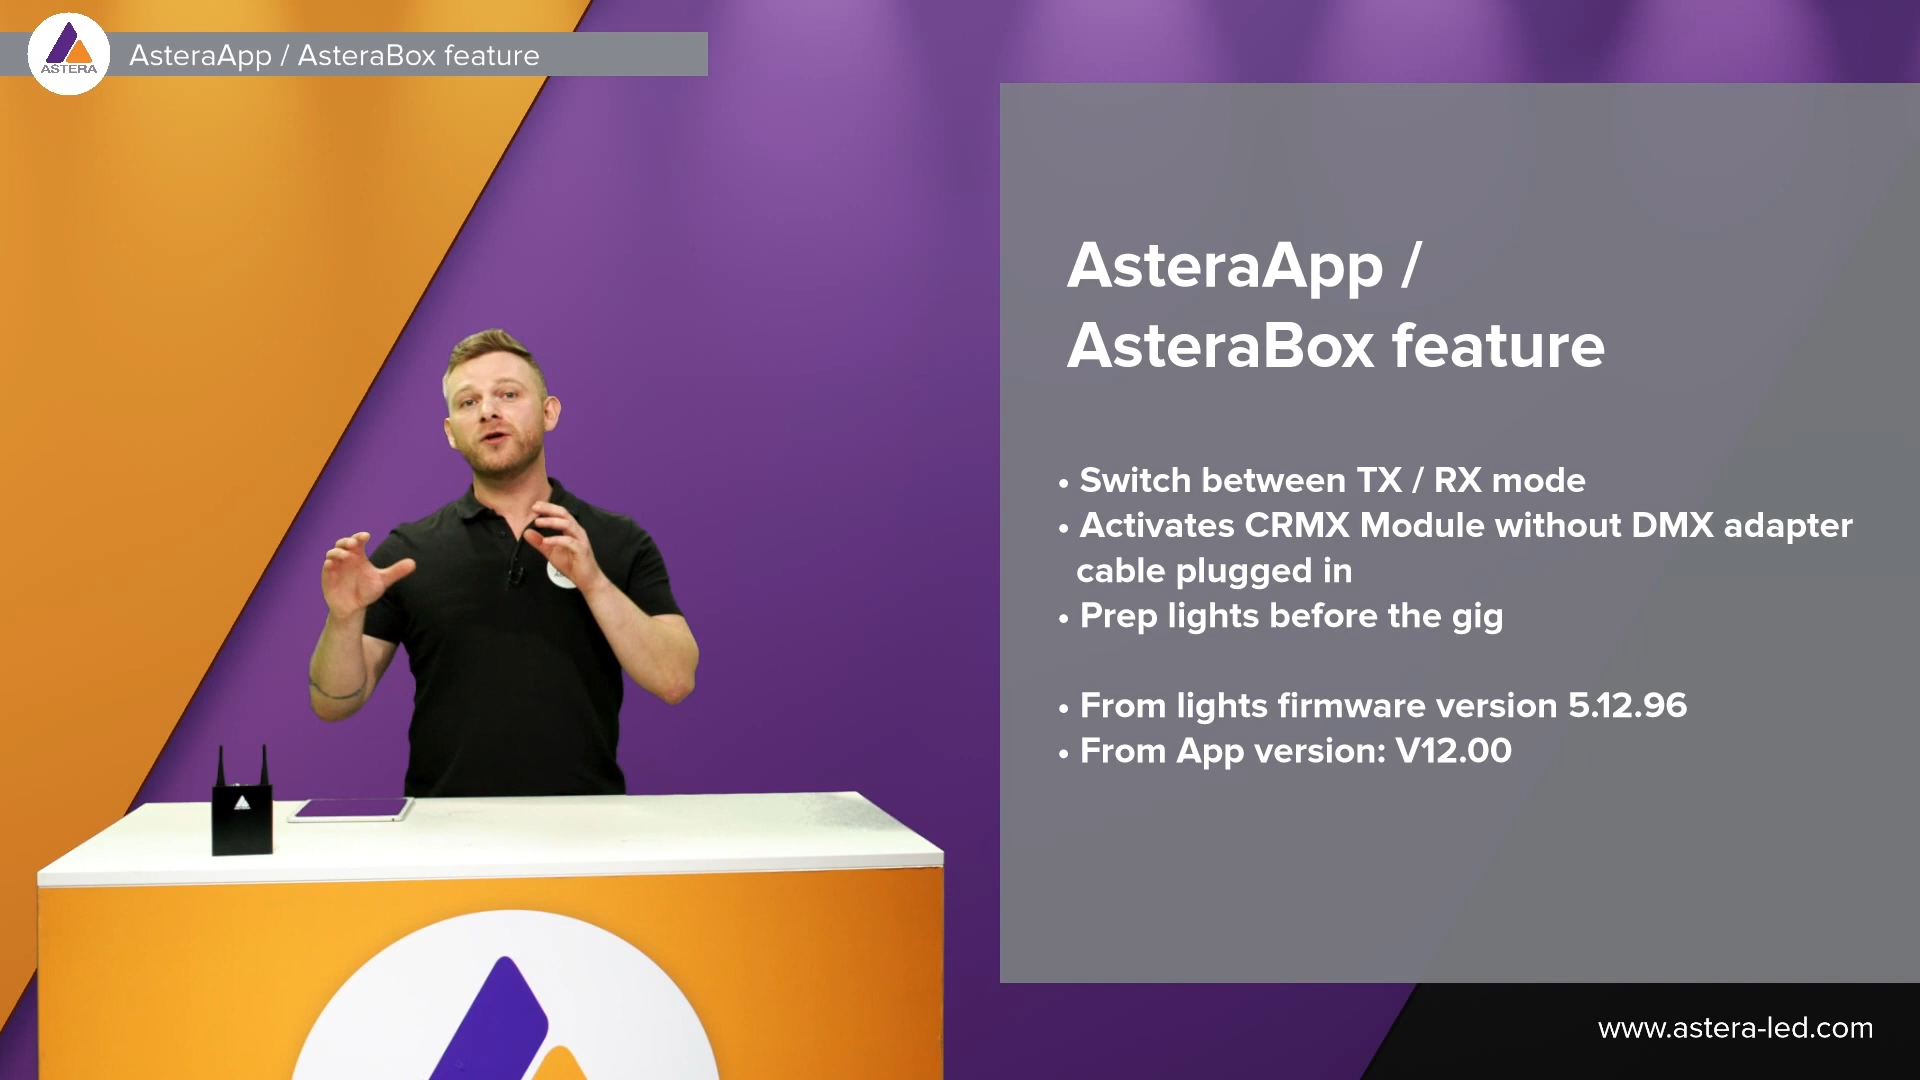 ASTERA
AsteraApp / AsteraBox feature
AsteraApp /
AsteraBox feature
• Switch between TX / RX mode
• Activates CRMX Module without DMX adapter
cable plugged in
• Prep lights before the gig
• From lights firmware version 5.12.96
• From App version: V12.00
www.astera-led.com